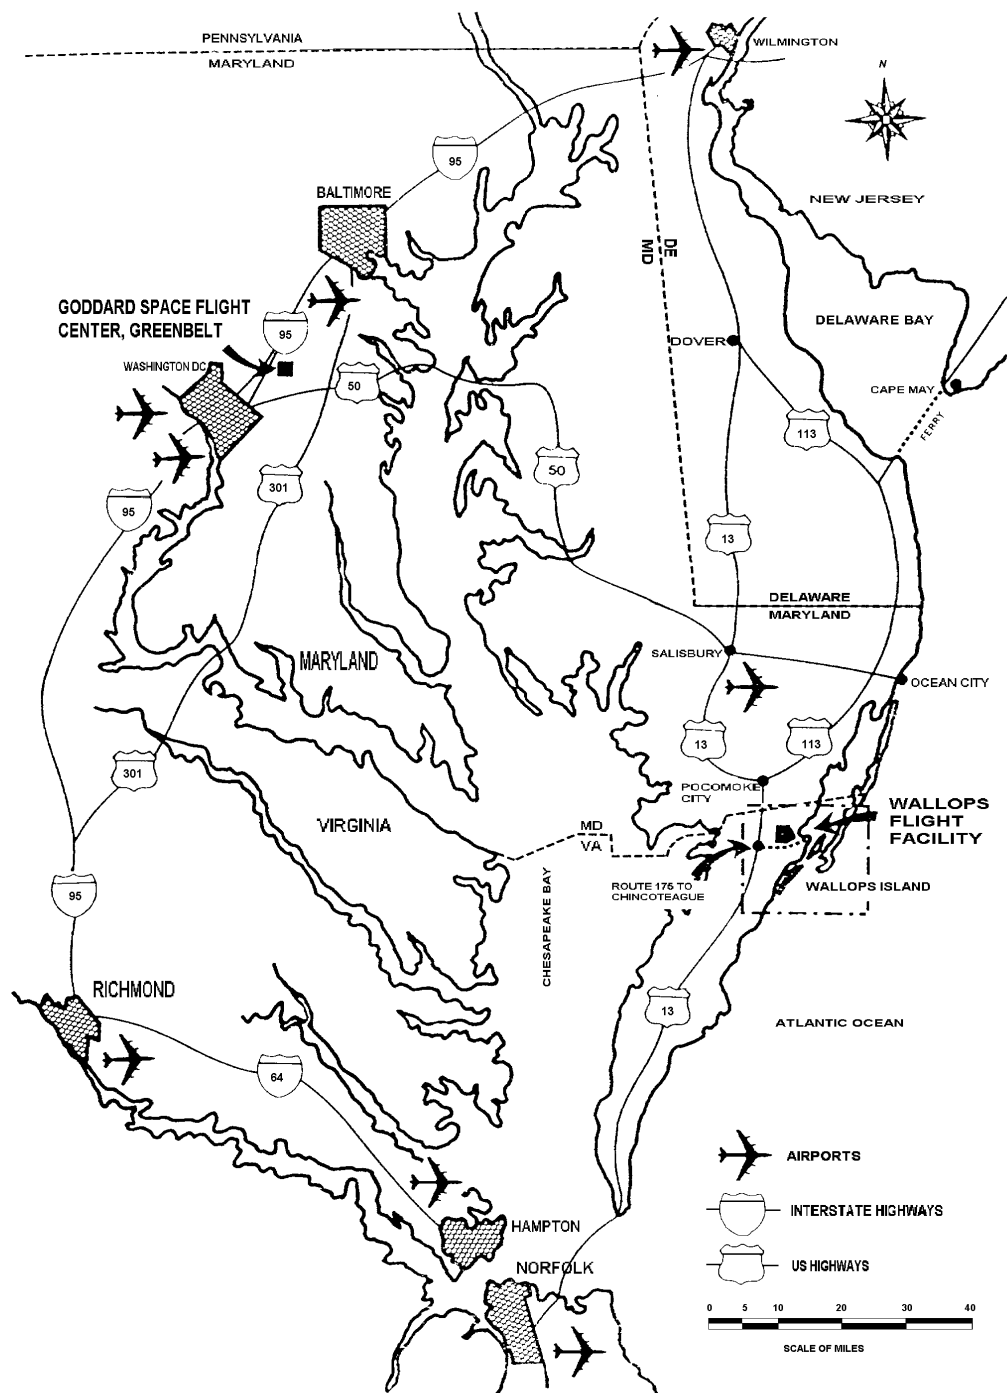 PENNSYLVANIA
MARYLAND
WILMINGTON
N
95
BALTIMORE
NEW JERSEY
DE
MD
GODDARD SPACE FLIGHT
CENTER, GREENBELT
95
DOVER
DELAWARE BAY
WASHINGTON DC
50
CAPE MAY
FERRY
113
50
301
95
13
DELAWARE
MARYLAND
SALISBURY
MARYLAND
OCEAN CITY
13
113
301
POCOMOKE
CITY
WALLOPS
FLIGHT
FACILITY
VIRGINIA
MD
VA
ROUTE 175 TO
CHINCOTEAGUE
WALLOPS ISLAND
95
CHESAPEAKE BAY
RICHMOND
13
ATLANTIC OCEAN
64
AIRPORTS
INTERSTATE HIGHWAYS
HAMPTON
NORFOLK
US HIGHWAYS
0 5 10 20 30 40
SCALE OF MILES